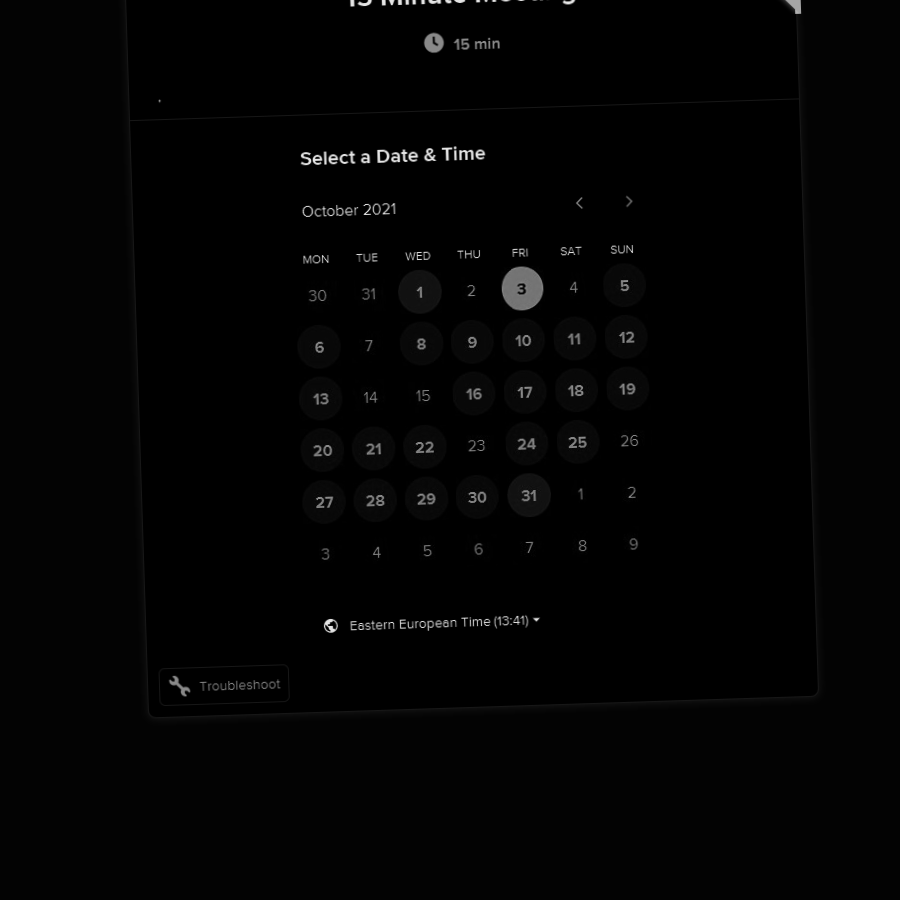 15 Minute Meeting
15 min
Select a Date & Time
October 2021
MON TUE WED THU FRI SAT SUN
30 31 1 2 3 4 5
6 7 8 9 10 11 12
13 14 15 16 17 18 19
20 21 22 23 24 25 26
27 28 29 30 31 1 2
3 4 5 6 7 8 9
Eastern European Time (13:41)
Troubleshoot